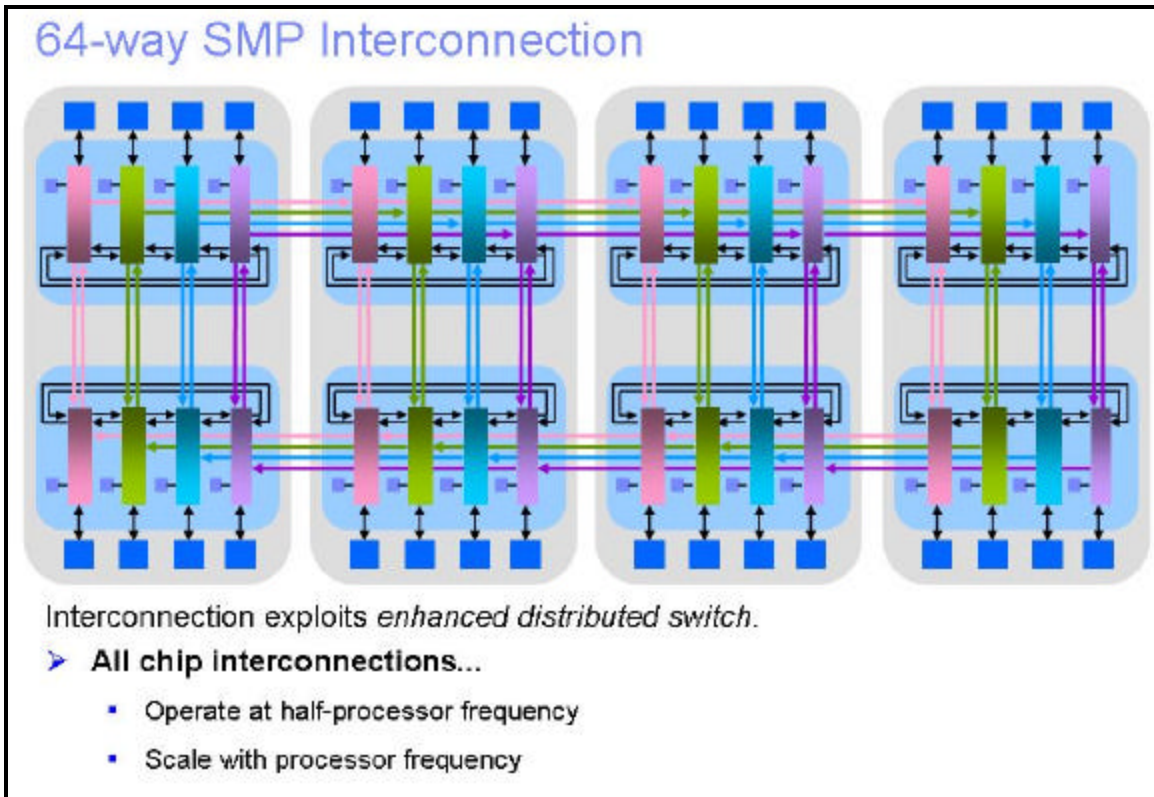 64-way SMP Interconnection
Interconnection exploits enhanced distributed switch.
All chip interconnections...
Operate at half-processor frequency
Scale with processor frequency